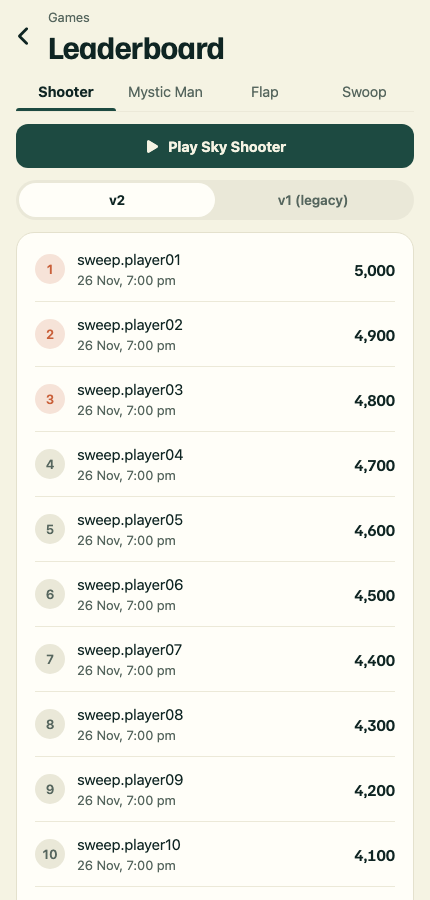 Games
Leaderboard
Shooter Mystic Man Flap Swoop
Play Sky Shooter
v2 v1 (legacy)
1 sweep.player01 5,000
26 Nov, 7:00 pm
2 sweep.player02 4,900
26 Nov, 7:00 pm
3 sweep.player03 4,800
26 Nov, 7:00 pm
4 sweep.player04 4,700
26 Nov, 7:00 pm
5 sweep.player05 4,600
26 Nov, 7:00 pm
6 sweep.player06 4,500
26 Nov, 7:00 pm
7 sweep.player07 4,400
26 Nov, 7:00 pm
8 sweep.player08 4,300
26 Nov, 7:00 pm
9 sweep.player09 4,200
26 Nov, 7:00 pm
10 sweep.player10 4,100
26 Nov, 7:00 pm